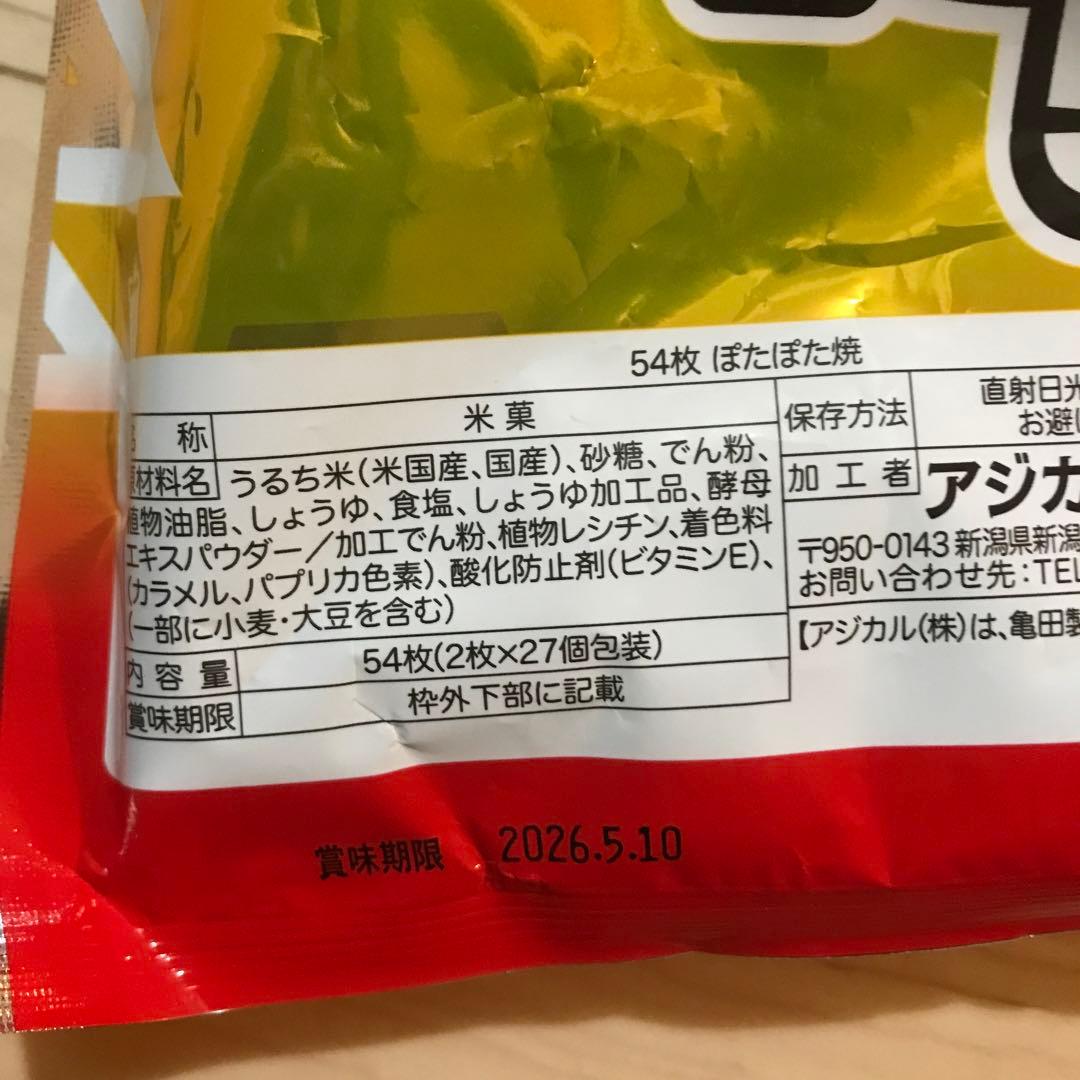 54枚 ぽたぽた焼
称 米菓
材料名 うるち米(米国産、国産)、砂糖、でん粉、
植物油脂、しょうゆ、食塩、しょうゆ加工品、酵母
エキスパウダー/加工でん粉、植物レシチン、着色料
(カラメル、パプリカ色素)、酸化防止剤(ビタミンE)、
(一部に小麦・大豆を含む)
内容量 54枚(2枚×27個包装)
賞味期限 枠外下部に記載
保存方法 直射日光
お避け
加工者 アジカ
〒950-0143 新潟県新潟
お問い合わせ先:TEL
【アジカル(株)は、亀田製
賞味期限 2026.5.10